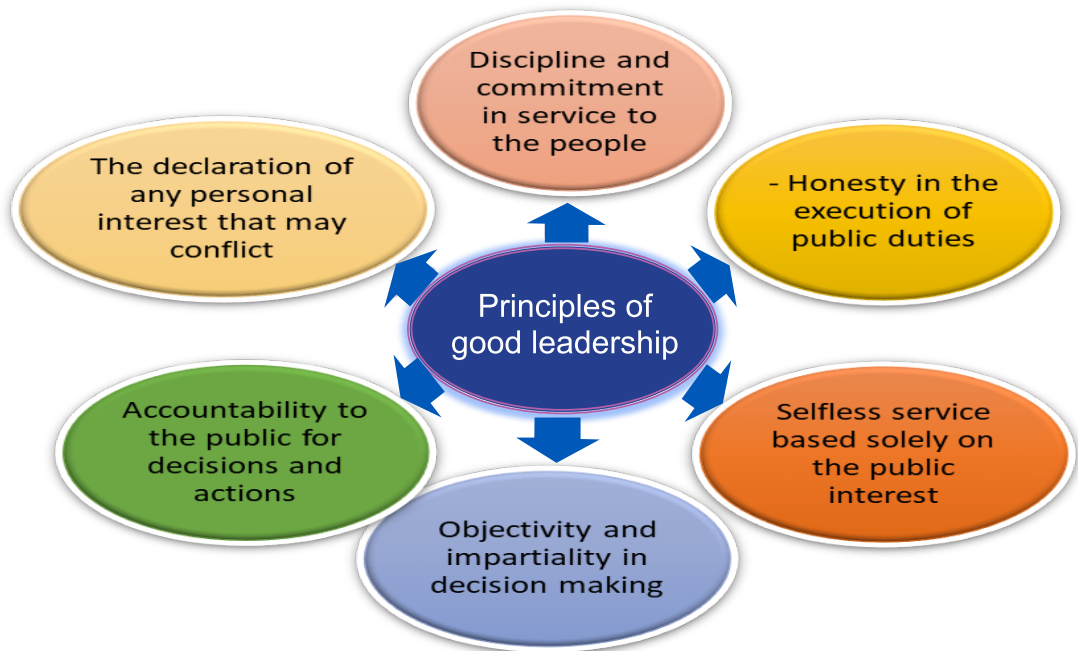 Discipline and
commitment
in service to
the people
The declaration of
any personal
interest that may
conflict
- Honesty in the
execution of
public duties
Principles of
good leadership
Accountability to
the public for
decisions and
actions
Selfless service
based solely on
the public
interest
Objectivity and
impartiality in
decision making